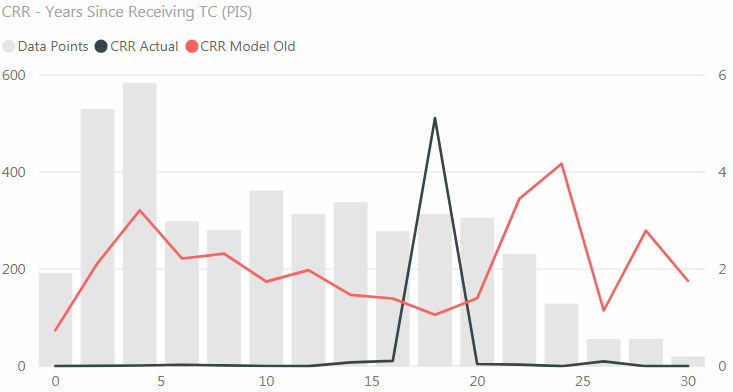 CRR - Years Since Receiving TC (PIS)
Data Points CRR Actual CRR Model Old
600 6
400 4
200 2
0 0
0 5 10 15 20 25 30